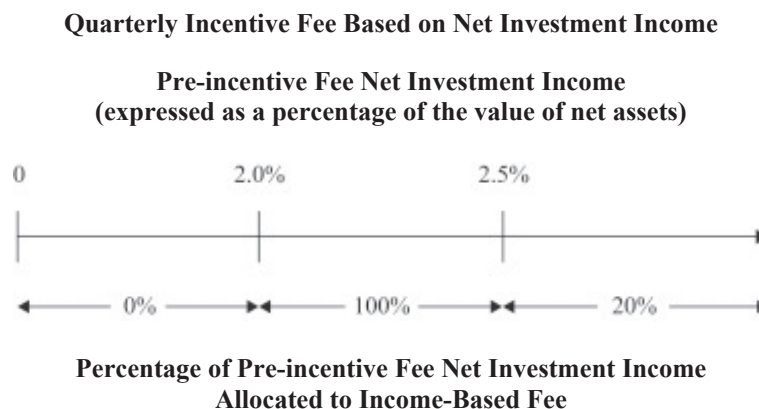 Quarterly Incentive Fee Based on Net Investment Income
Pre-incentive Fee Net Investment Income
(expressed as a percentage of the value of net assets)
0 2.0% 2.5%
0% 100% 20%
Percentage of Pre-incentive Fee Net Investment Income
Allocated to Income-Based Fee